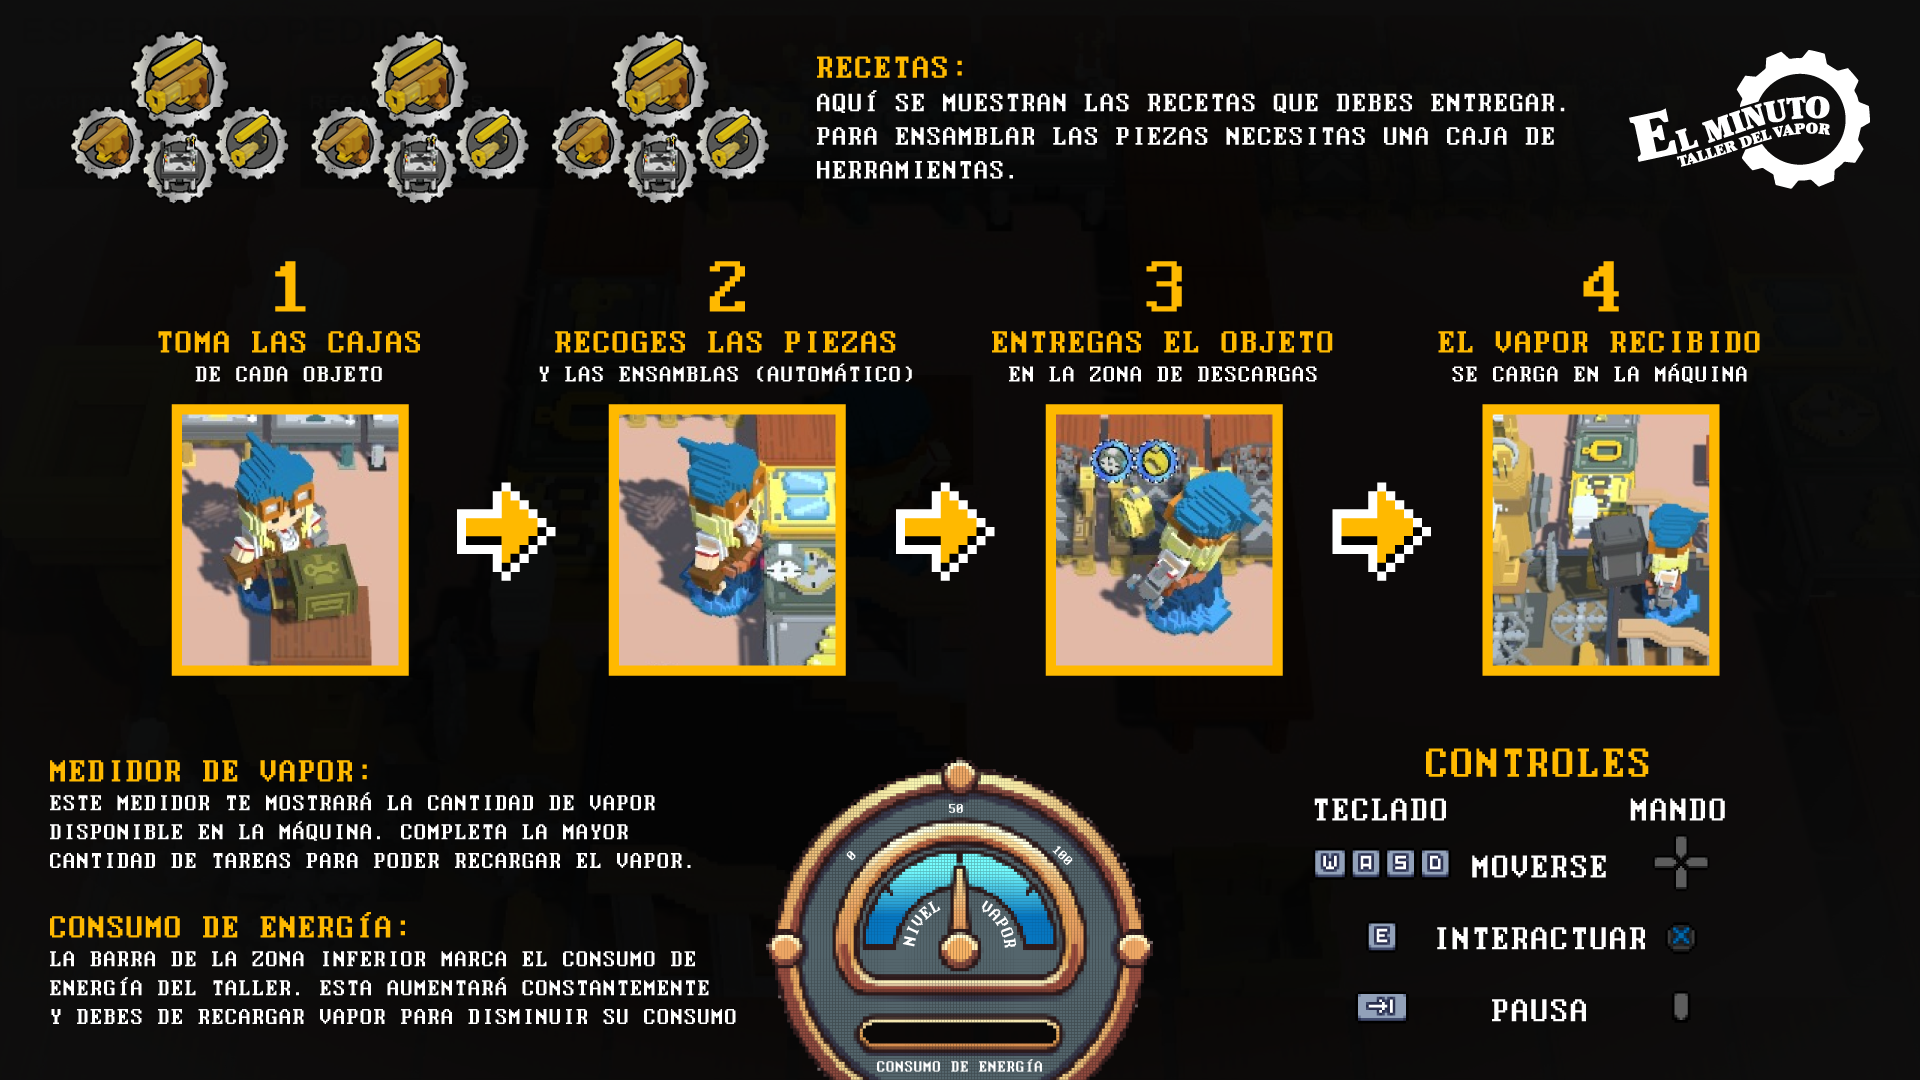 RECETAS:
AQUÍ SE MUESTRAN LAS RECETAS QUE DEBES ENTREGAR.
PARA ENSAMBLAR LAS PIEZAS NECESITAS UNA CAJA DE
HERRAMIENTAS.
EL MINUTO
TALLER DEL VAPOR
1
TOMA LAS CAJAS
DE CADA OBJETO
2
RECOGES LAS PIEZAS
Y LAS ENSAMBLAS (AUTOMÁTICO)
3
ENTREGAS EL OBJETO
EN LA ZONA DE DESCARGAS
4
EL VAPOR RECIBIDO
SE CARGA EN LA MÁQUINA
MEDIDOR DE VAPOR:
ESTE MEDIDOR TE MOSTRARÁ LA CANTIDAD DE VAPOR
DISPONIBLE EN LA MÁQUINA. COMPLETA LA MAYOR
CANTIDAD DE TAREAS PARA PODER RECARGAR EL VAPOR.
CONSUMO DE ENERGÍA:
LA BARRA DE LA ZONA INFERIOR MARCA EL CONSUMO DE
ENERGÍA DEL TALLER. ESTA AUMENTARÁ CONSTANTEMENTE
Y DEBES DE RECARGAR VAPOR PARA DISMINUIR SU CONSUMO
0
50
100
NIVEL VAPOR
CONSUMO DE ENERGÍA
CONTROLES
TECLADO MANDO
W A S D MOVERSE
E INTERACTUAR
PAUSA